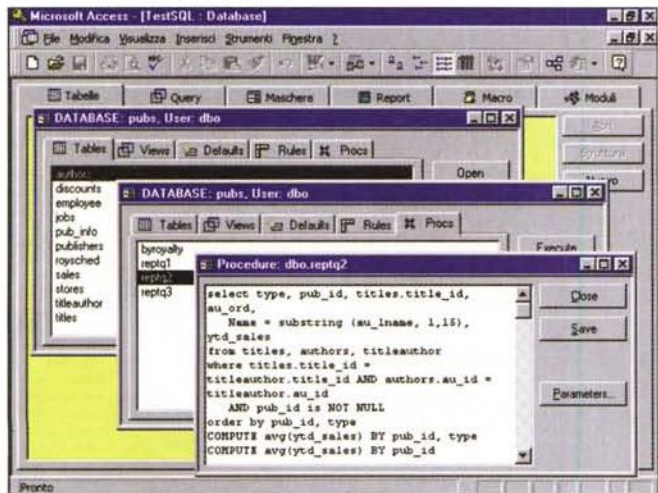 Microsoft Access - [TestSQL : Database]
File Modifica Visualizza Inserisci Strumenti Finestra ?
Tabelle Query Maschere Report Macro Moduli
DATABASE: pubs, User: dbo
Tables Views Defaults Rules Procs
authors
discounts
employee
jobs
pub_info
publishers
roysched
sales
stores
titleauthor
titles
Open
Apri
Struttura
DATABASE: pubs, User: dbo
Tables Views Defaults Rules Procs
byroyalty
reptq1
reptq2
reptq3
Execute
Procedure: dbo.reptq2
select type, pub_id, titles.title_id,
au_ord,
Name = substring (au_lname, 1,15),
ytd_sales
from titles, authors, titleauthor
where titles.title_id =
titleauthor.title_id AND authors.au_id =
titleauthor.au_id
AND pub_id is NOT NULL
order by pub_id, type
COMPUTE avg(ytd_sales) BY pub_id, type
COMPUTE avg(ytd_sales) BY pub_id
Close
Save
Parameters...
Pronto